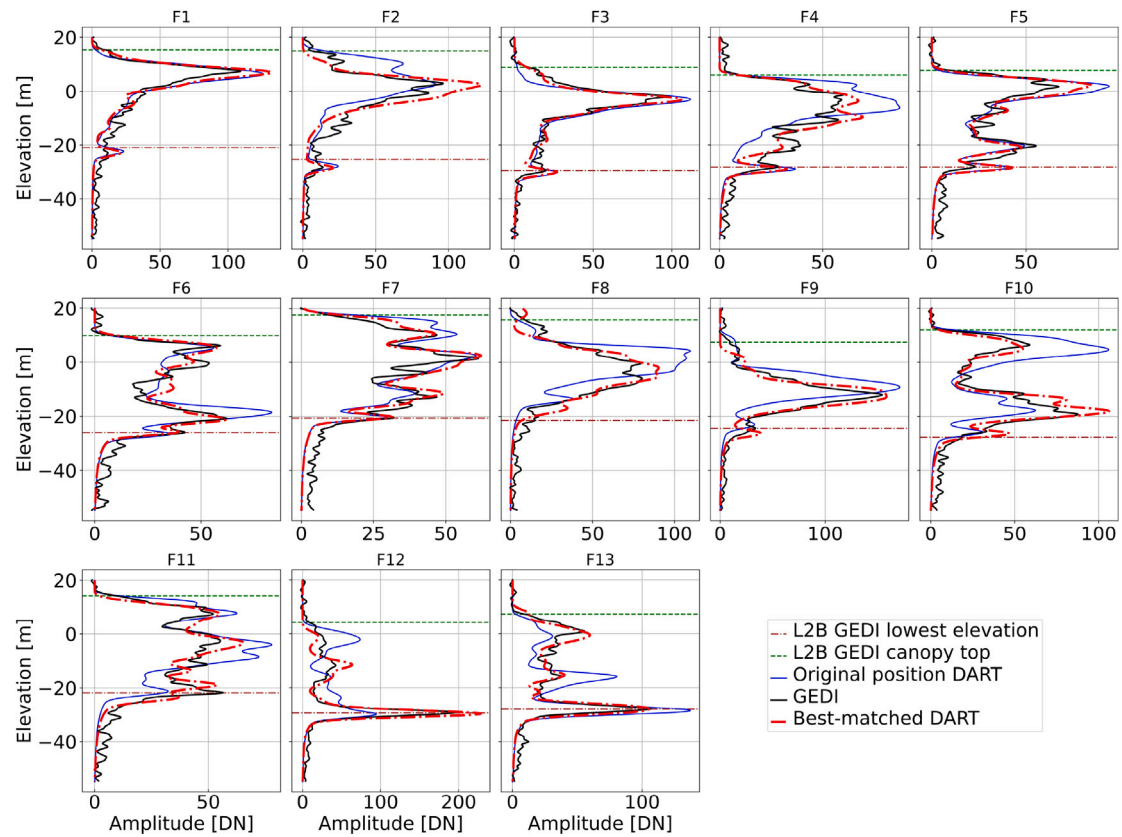 F1 F2 F3 F4 F5
20
0
−20
−40
Elevation [m]
0 50 100 0 50 100 0 50 100 0 50 0 50
F6 F7 F8 F9 F10
20
0
−20
−40
Elevation [m]
0 50 0 50 0 50 100 0 100 0 50 100
F11 F12 F13
20
0
−20
−40
Elevation [m]
0 50 0 100 200 0 100
Amplitude [DN] Amplitude [DN] Amplitude [DN]
L2B GEDI lowest elevation
L2B GEDI canopy top
Original position DART
GEDI
Best-matched DART